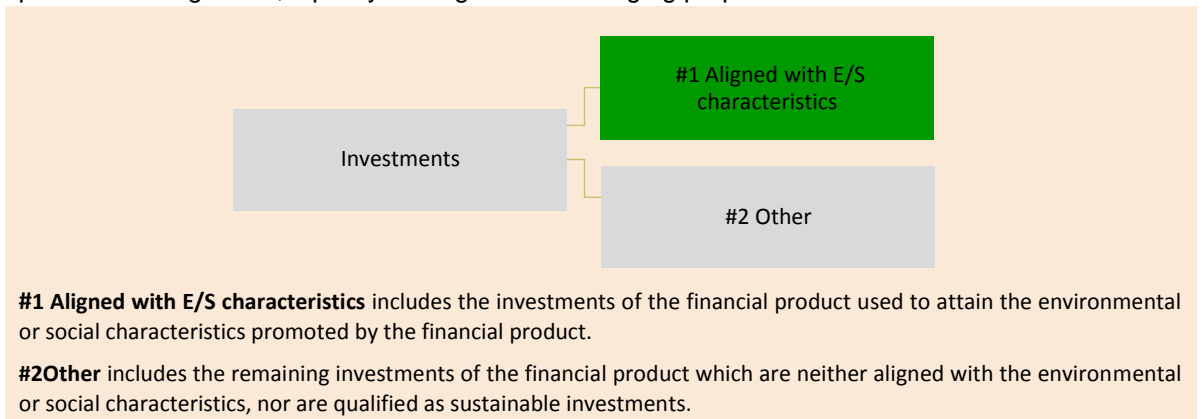 #1 Aligned with E/S
characteristics
Investments
#2 Other
#1 Aligned with E/S characteristics includes the investments of the financial product used to attain the environmental
or social characteristics promoted by the financial product.
#2Other includes the remaining investments of the financial product which are neither aligned with the environmental
or social characteristics, nor are qualified as sustainable investments.